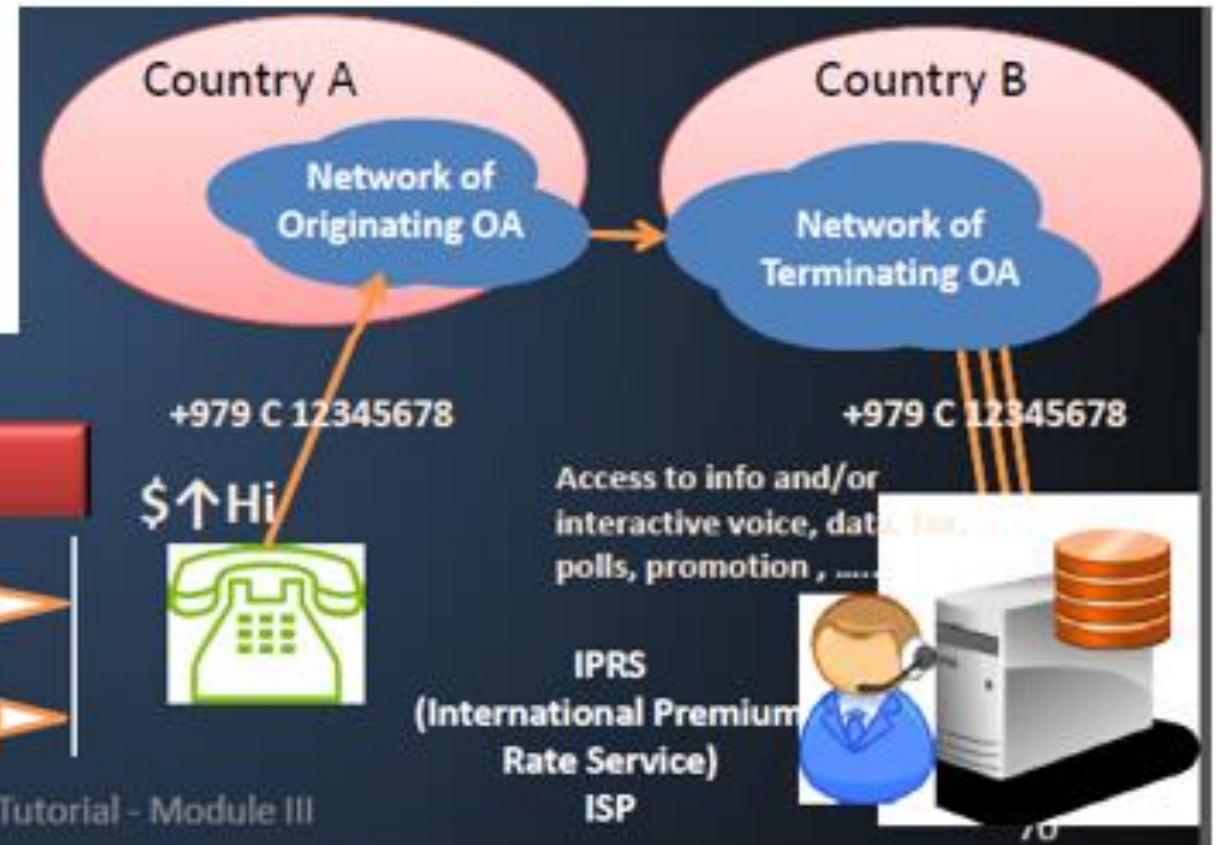 Country A
Country B
Network of
Originating OA
Network of
Terminating OA
+979 C 12345678
+979 C 12345678
$↑Hi
Access to info and/or
interactive voice, data, fax,
polls, promotion , .....
IPRS
(International Premium
Rate Service)
ISP
Tutorial - Module III